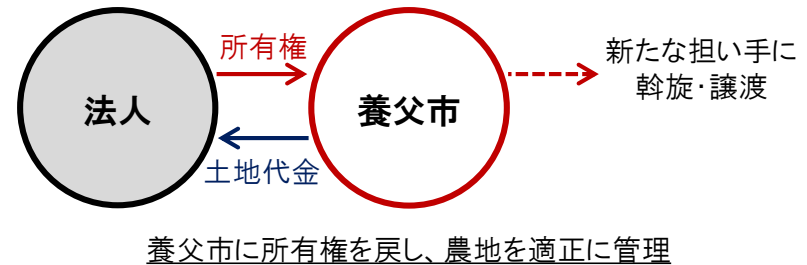 所有権
法人
養父市
新たな担い手に
斡旋･譲渡
土地代金
養父市に所有権を戻し、農地を適正に管理